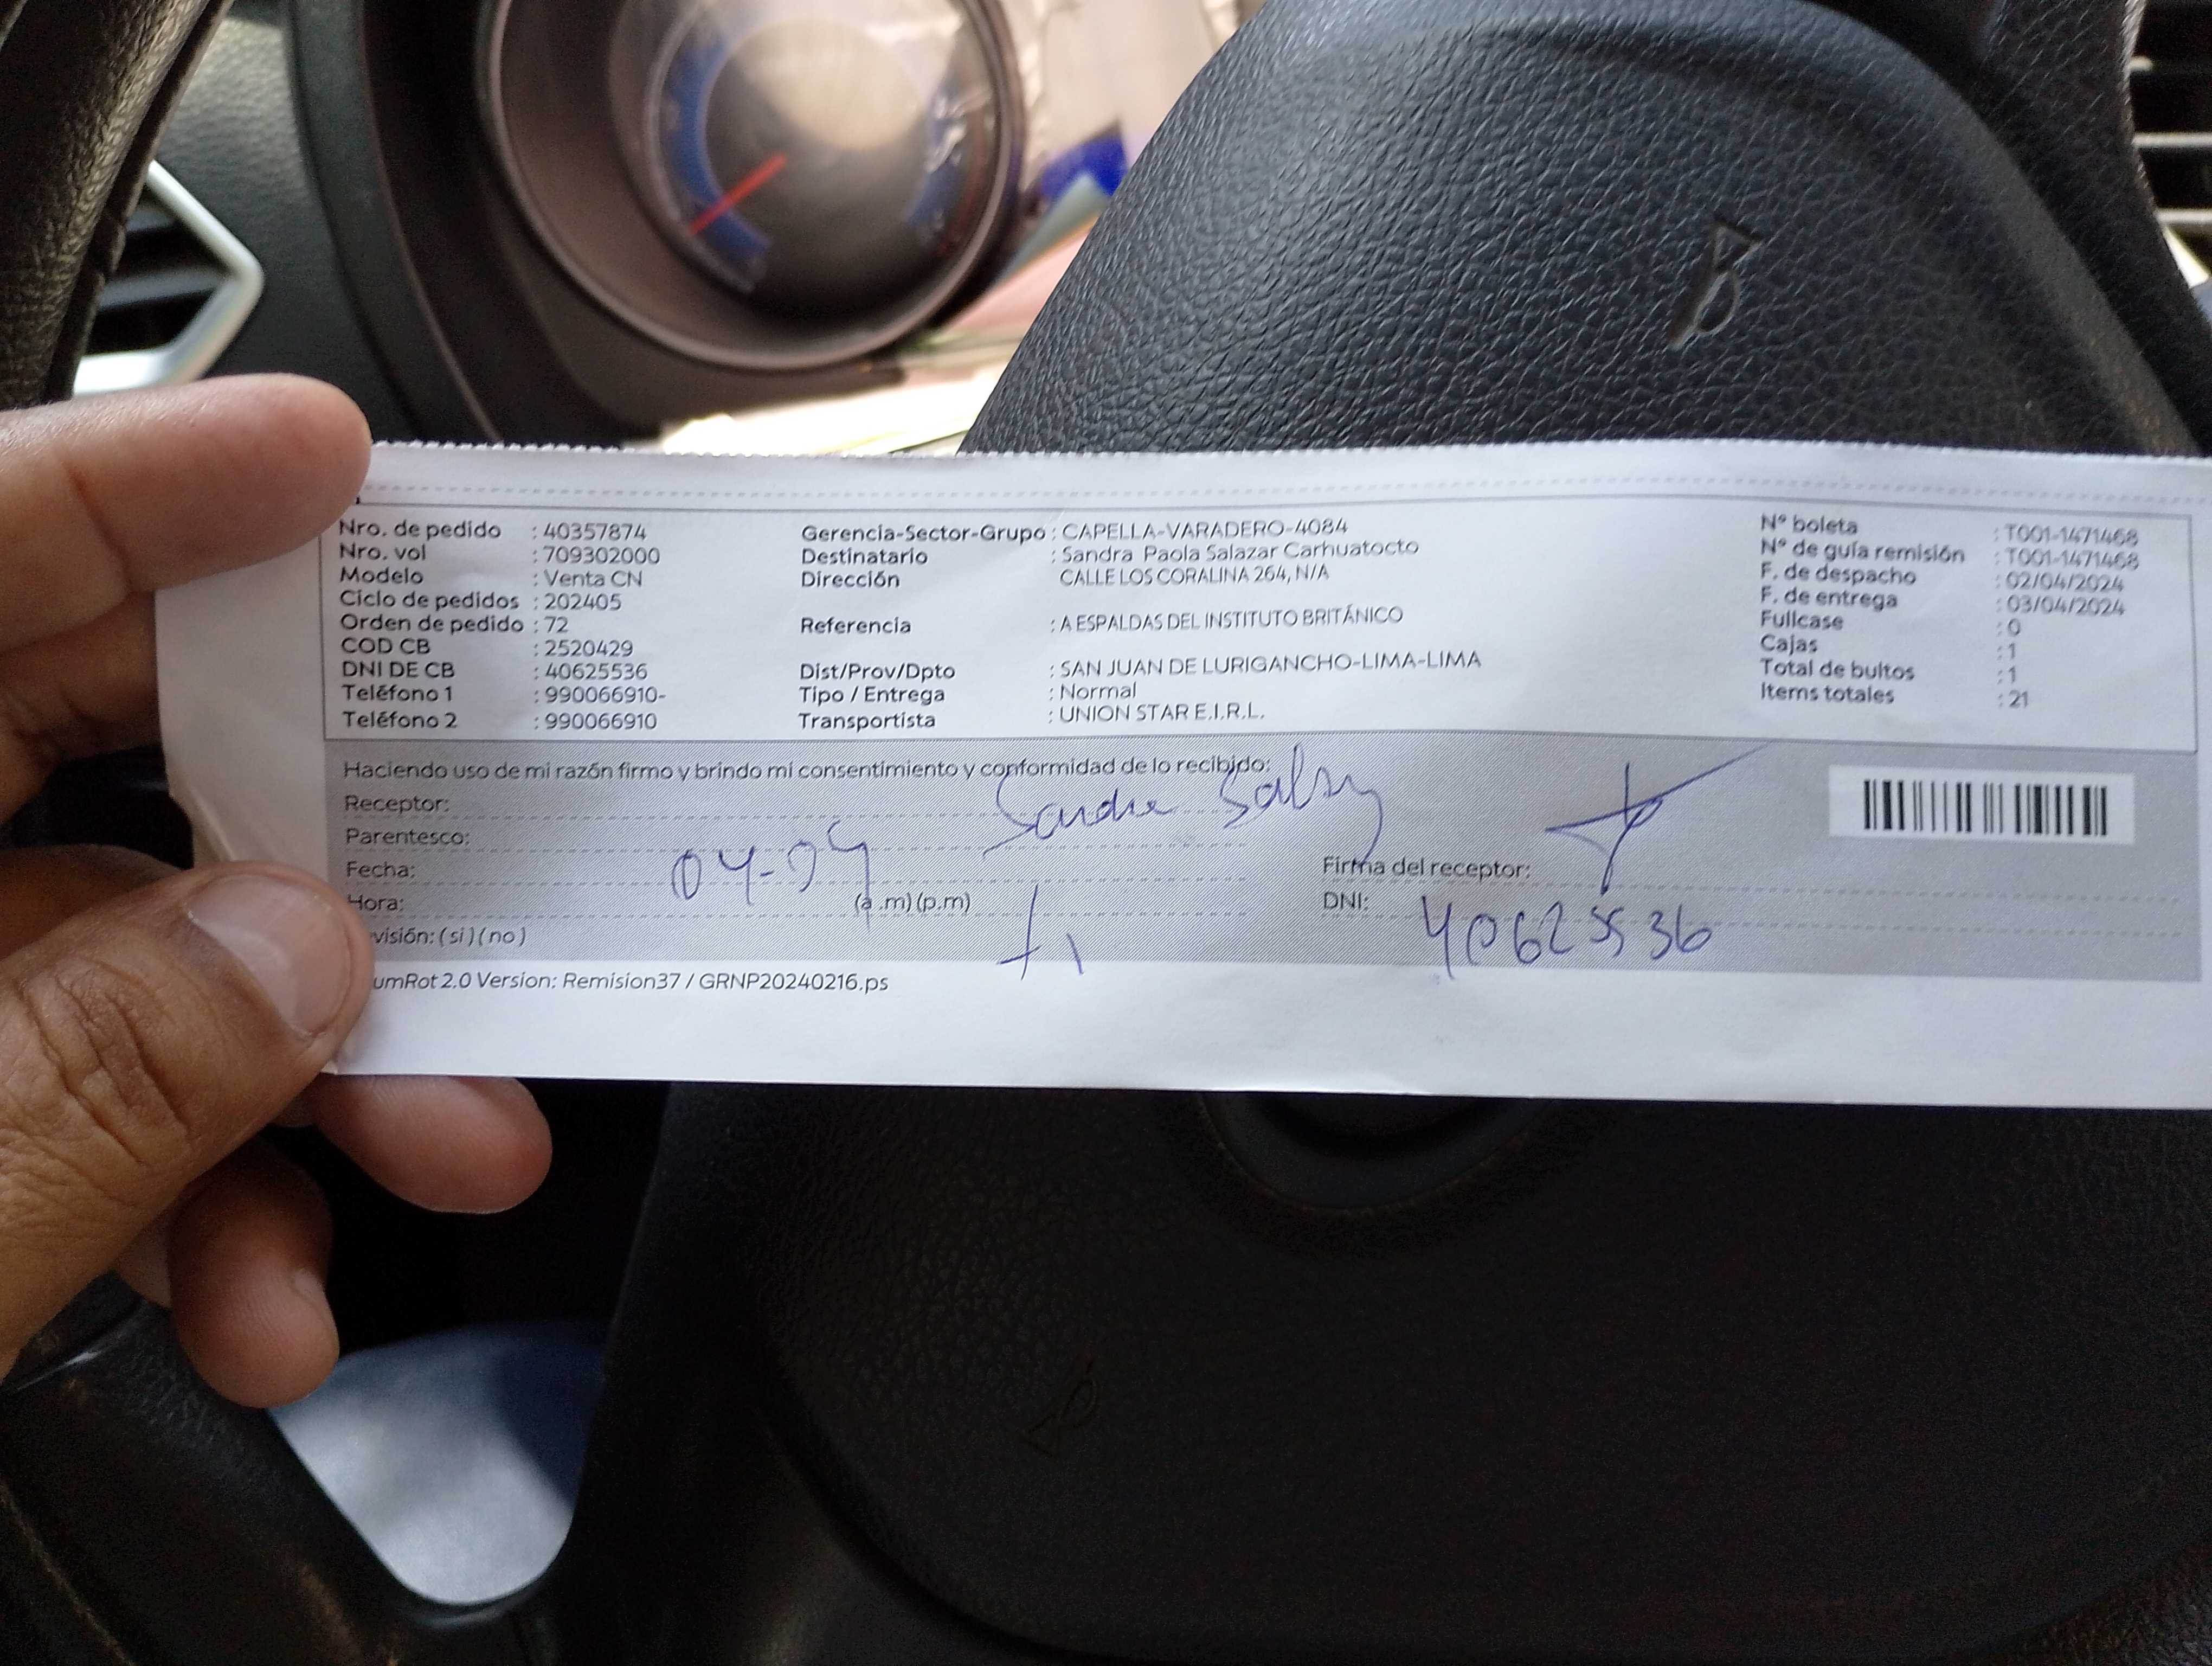 Nro. de pedido : 40357874
Nro. vol : 709302000
Modelo : Venta CN
Ciclo de pedidos : 202405
Orden de pedido : 72
COD CB : 2520429
DNI DE CB : 40625536
Teléfono 1 : 990066910-
Teléfono 2 : 990066910
Gerencia-Sector-Grupo : CAPELLA-VARADERO-4084
Destinatario : Sandra Paola Salazar Carhuatocto
Dirección CALLE LOS CORALINA 264, N/A
Referencia : A ESPALDAS DEL INSTITUTO BRITÁNICO
Dist/Prov/Dpto : SAN JUAN DE LURIGANCHO-LIMA-LIMA
Tipo / Entrega : Normal
Transportista : UNION STAR E.I.R.L.
N° boleta : T001-1471468
N° de guía remisión : T001-1471468
F. de despacho : 02/04/2024
F. de entrega : 03/04/2024
Fullcase : 0
Cajas : 1
Total de bultos : 1
Items totales : 21
Haciendo uso de mi razón firmo y brindo mi consentimiento y conformidad de lo recibido:
Receptor: Sandra
Parentesco:
Fecha:
Hora: (a .m) (p.m)
visión: ( si ) ( no )
Firma del receptor:
DNI: 40625536
umRot 2.0 Version: Remision37 / GRNP20240216.ps